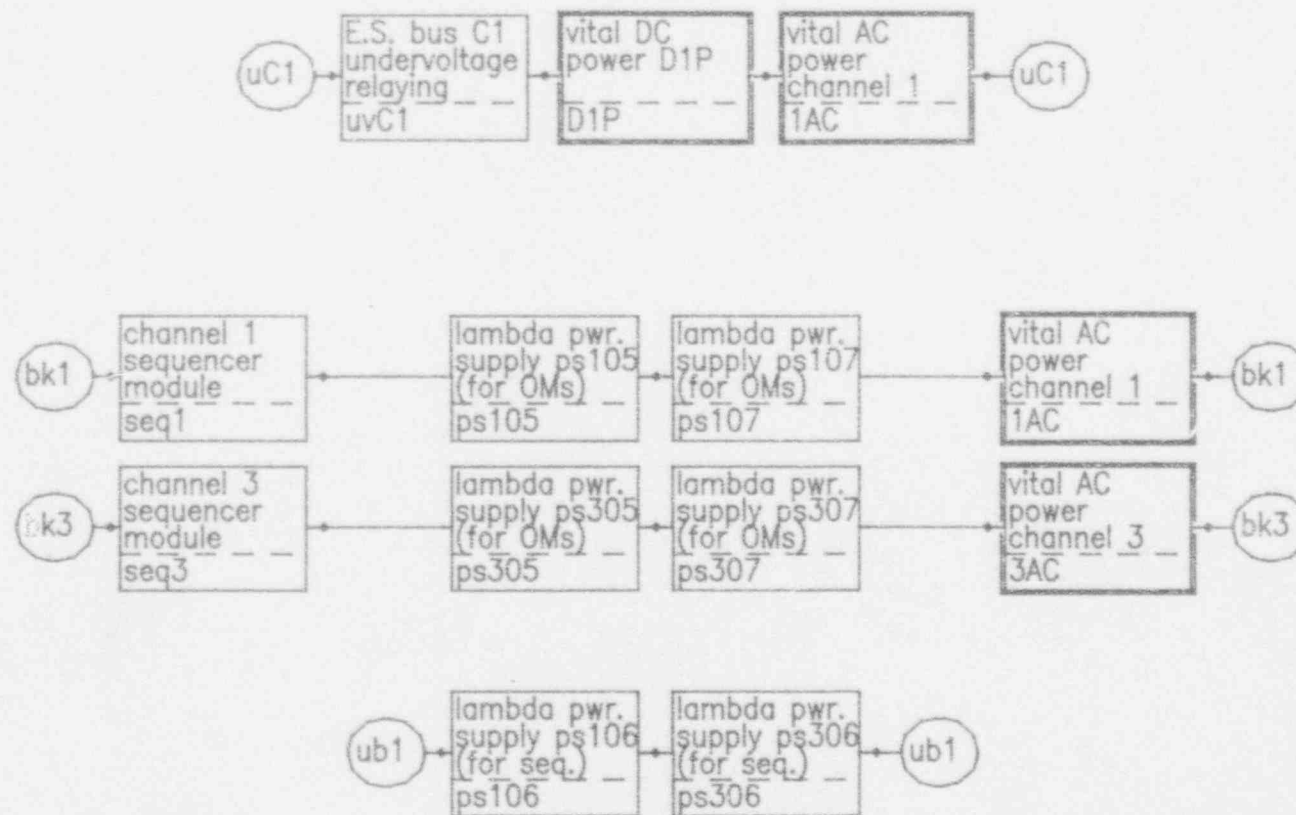 uC1
E.S. bus C1
undervoltage
relaying
uvC1
vital DC
power D1P
D1P
vital AC
power
channel 1
1AC
uC1
bk1
channel 1
sequencer
module
seq1
lambda pwr.
supply ps105
(for OMs)
ps105
lambda pwr.
supply ps107
(for OMs)
ps107
vital AC
power
channel 1
1AC
bk1
bk3
channel 3
sequencer
module
seq3
lambda pwr.
supply ps305
(for OMs)
ps305
lambda pwr.
supply ps307
(for OMs)
ps307
vital AC
power
channel 3
3AC
bk3
ub1
lambda pwr.
supply ps106
(for seq.)
ps106
lambda pwr.
supply ps306
(for seq.)
ps306
ub1